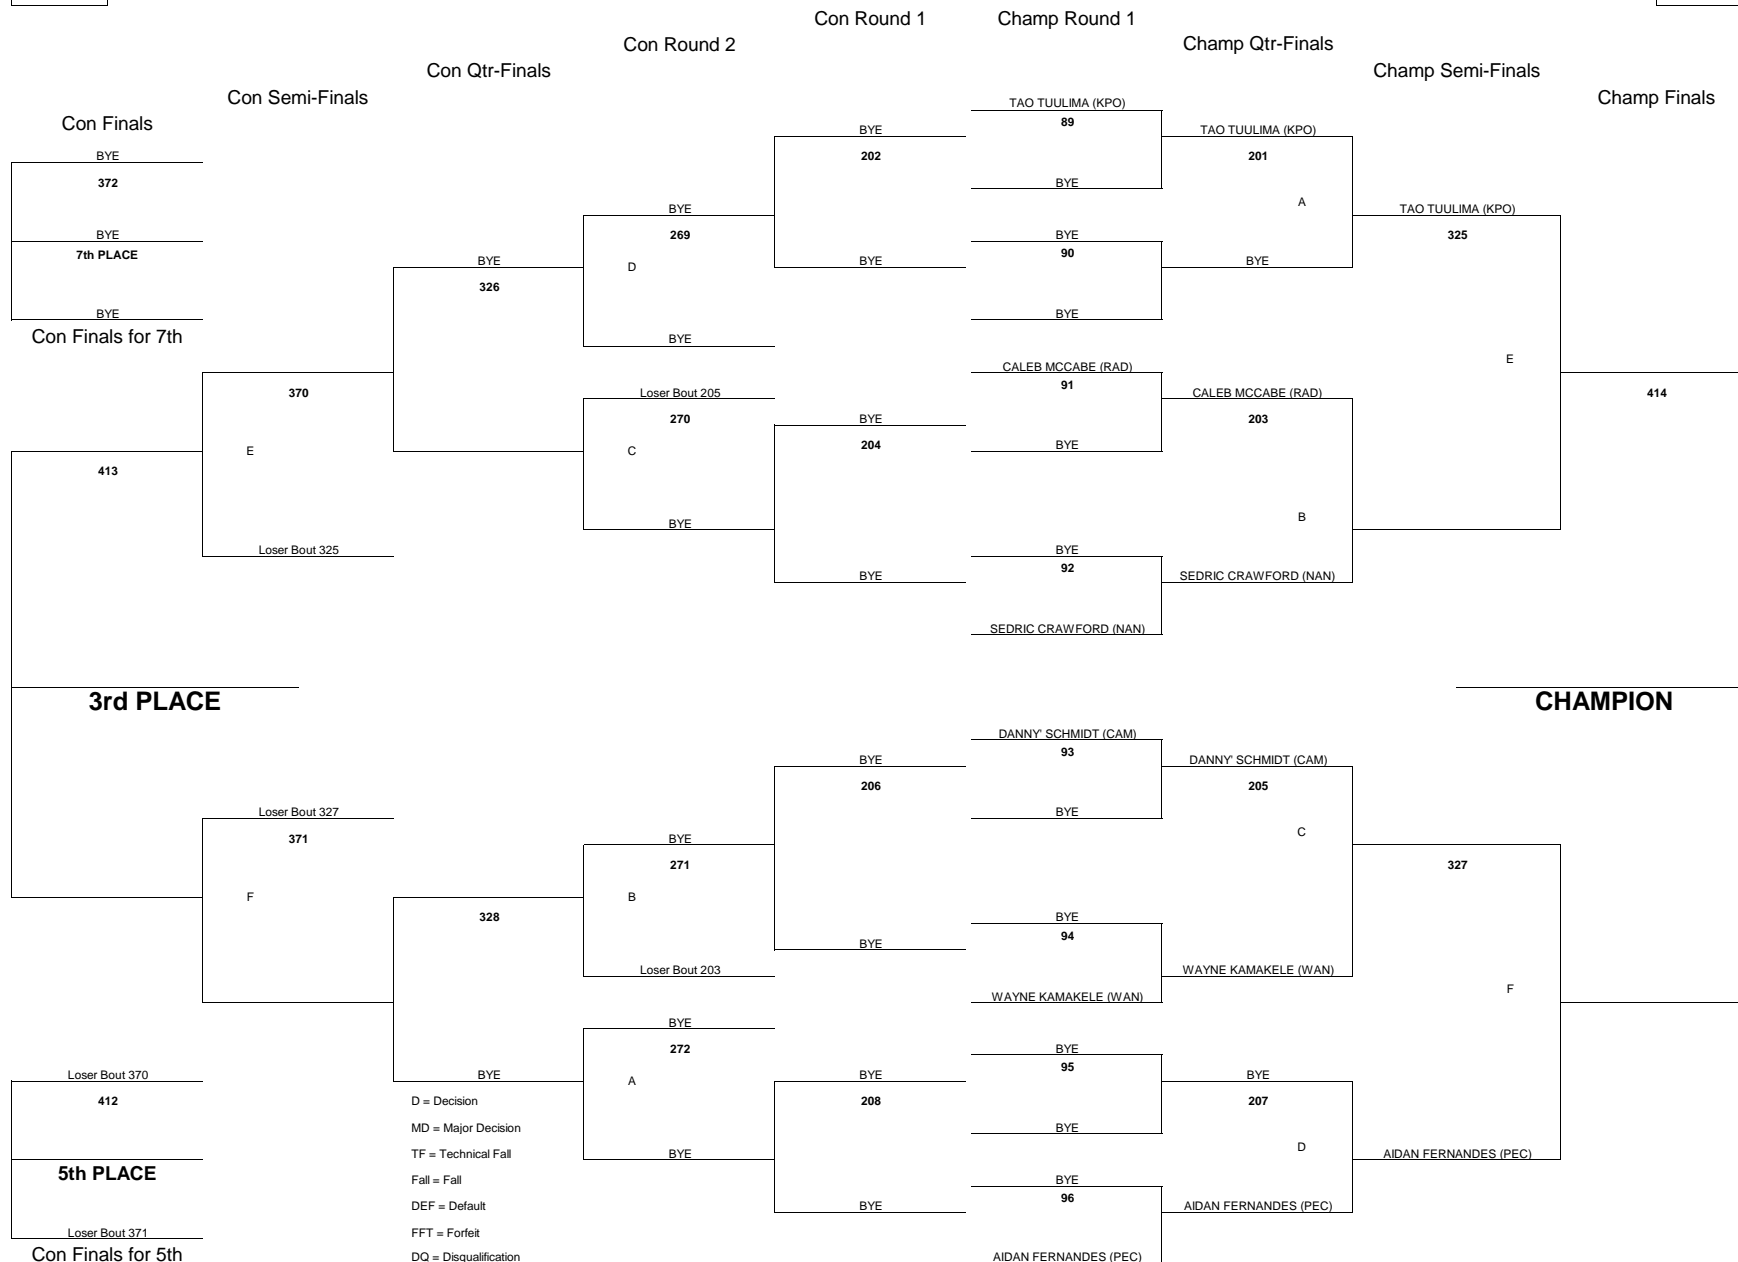 Con Round 1
Champ Round 1
Con Round 2
Champ Qtr-Finals
Con Qtr-Finals
Champ Semi-Finals
Con Semi-Finals
Champ Finals
Con Finals
BYE
372
BYE
7th PLACE
BYE
Con Finals for 7th
413
3rd PLACE
Loser Bout 370
412
5th PLACE
Loser Bout 371
Con Finals for 5th
370
E
Loser Bout 325
Loser Bout 327
371
F
BYE
326
328
BYE
D = Decision
MD = Major Decision
TF = Technical Fall
Fall = Fall
DEF = Default
FFT = Forfeit
DQ = Disqualification
BYE
269
D
BYE
Loser Bout 205
270
C
BYE
BYE
271
B
Loser Bout 203
BYE
272
A
BYE
BYE
202
BYE
BYE
204
BYE
BYE
206
BYE
BYE
208
BYE
TAO TUULIMA (KPO)
89
BYE
BYE
90
BYE
CALEB MCCABE (RAD)
91
BYE
BYE
92
SEDRIC CRAWFORD (NAN)
DANNY' SCHMIDT (CAM)
93
BYE
BYE
94
WAYNE KAMAKELE (WAN)
BYE
95
BYE
BYE
96
AIDAN FERNANDES (PEC)
TAO TUULIMA (KPO)
201
A
BYE
CALEB MCCABE (RAD)
203
B
SEDRIC CRAWFORD (NAN)
DANNY' SCHMIDT (CAM)
205
C
WAYNE KAMAKELE (WAN)
BYE
207
D
AIDAN FERNANDES (PEC)
TAO TUULIMA (KPO)
325
E
327
F
AIDAN FERNANDES (PEC)
414
CHAMPION